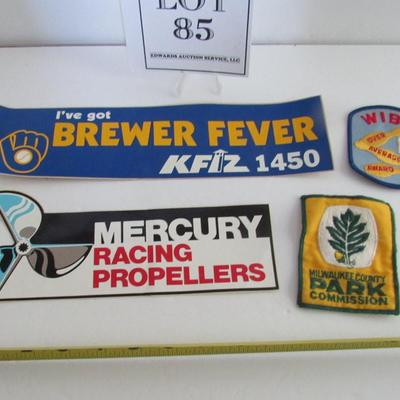 LOT
85
EDWARDS AUCTION SERVICE, LLC
I've got
BREWER FEVER
KFIZ 1450
WIB
OVER
AVERAGE
AWARD
MERCURY
RACING
PROPELLERS
MILWAUKEE COUNTY
PARK
COMMISSION